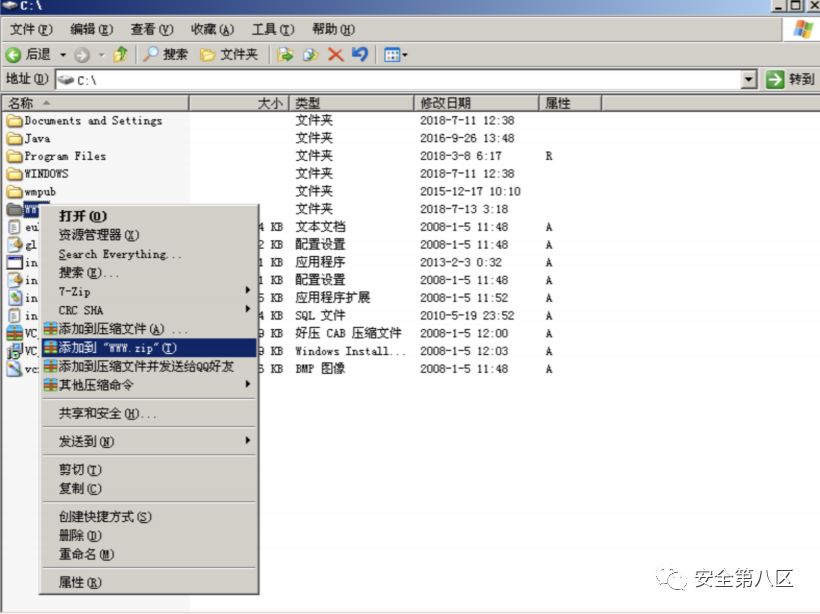 C:\
文件(F) 编辑(E) 查看(V) 收藏(A) 工具(T) 帮助(H)
后退 搜索 文件夹
地址(D) C:\ 转到
名称 大小 类型 修改日期 属性
Documents and Settings 文件夹 2018-7-11 12:38
Java 文件夹 2016-9-26 13:48
Program Files 文件夹 2018-3-8 6:17 R
WINDOWS 文件夹 2018-7-11 12:38
wmpub 文件夹 2015-12-17 10:10
文件夹 2018-7-13 3:18
eu 4 KB 文本文档 2008-1-5 11:48 A
gl 2 KB 配置设置 2008-1-5 11:48 A
in 1 KB 应用程序 2013-2-3 0:32 A
in 1 KB 配置设置 2008-1-5 11:48 A
in 5 KB 应用程序扩展 2008-1-5 11:52 A
in 4 KB SQL 文件 2010-5-19 23:52 A
VC 9 KB 好压 CAB 压缩文件 2008-1-5 12:00 A
VC 9 KB Windows Install... 2008-1-5 12:03 A
vc 6 KB BMP 图像 2008-1-5 11:48 A
打开(O)
资源管理器(X)
Search Everything...
搜索(E)...
7-Zip
CRC SHA
添加到压缩文件(A) ...
添加到 "WWW.zip"(T)
添加到压缩文件并发送给QQ好友
其他压缩命令
共享和安全(H)...
发送到(N)
剪切(T)
复制(C)
创建快捷方式(S)
删除(D)
重命名(M)
属性(R)
安全第八区